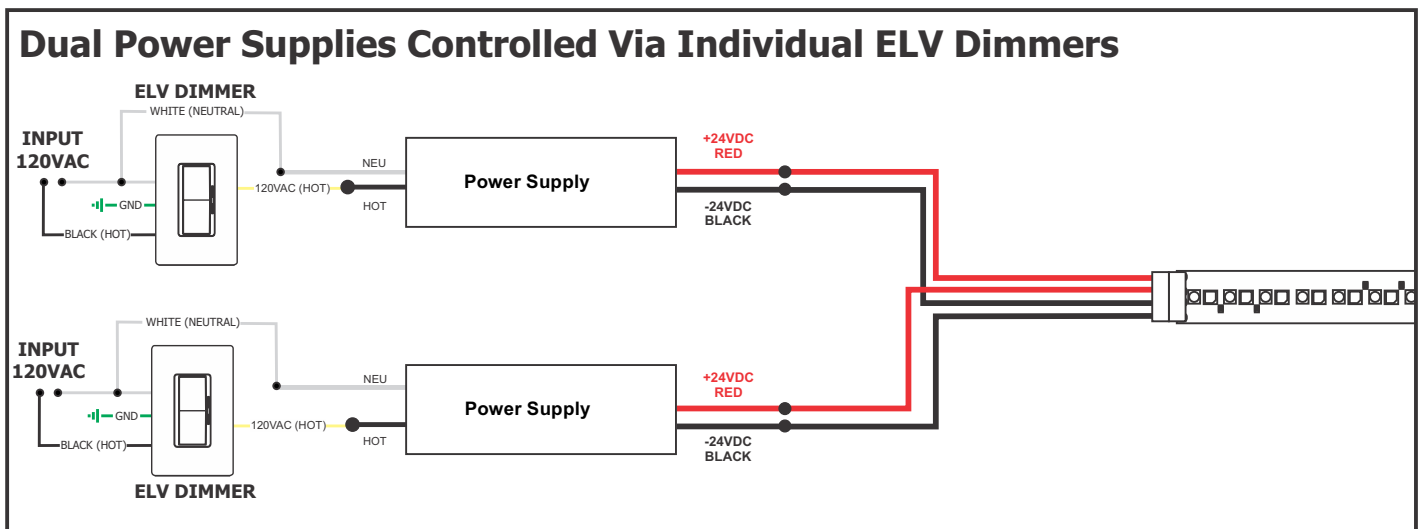 Dual Power Supplies Controlled Via Individual ELV Dimmers
ELV DIMMER
WHITE (NEUTRAL)
INPUT
120VAC
GND
BLACK (HOT)
120VAC (HOT)
NEU
HOT
Power Supply
+24VDC
RED
-24VDC
BLACK
WHITE (NEUTRAL)
INPUT
120VAC
GND
BLACK (HOT)
120VAC (HOT)
ELV DIMMER
NEU
HOT
Power Supply
+24VDC
RED
-24VDC
BLACK